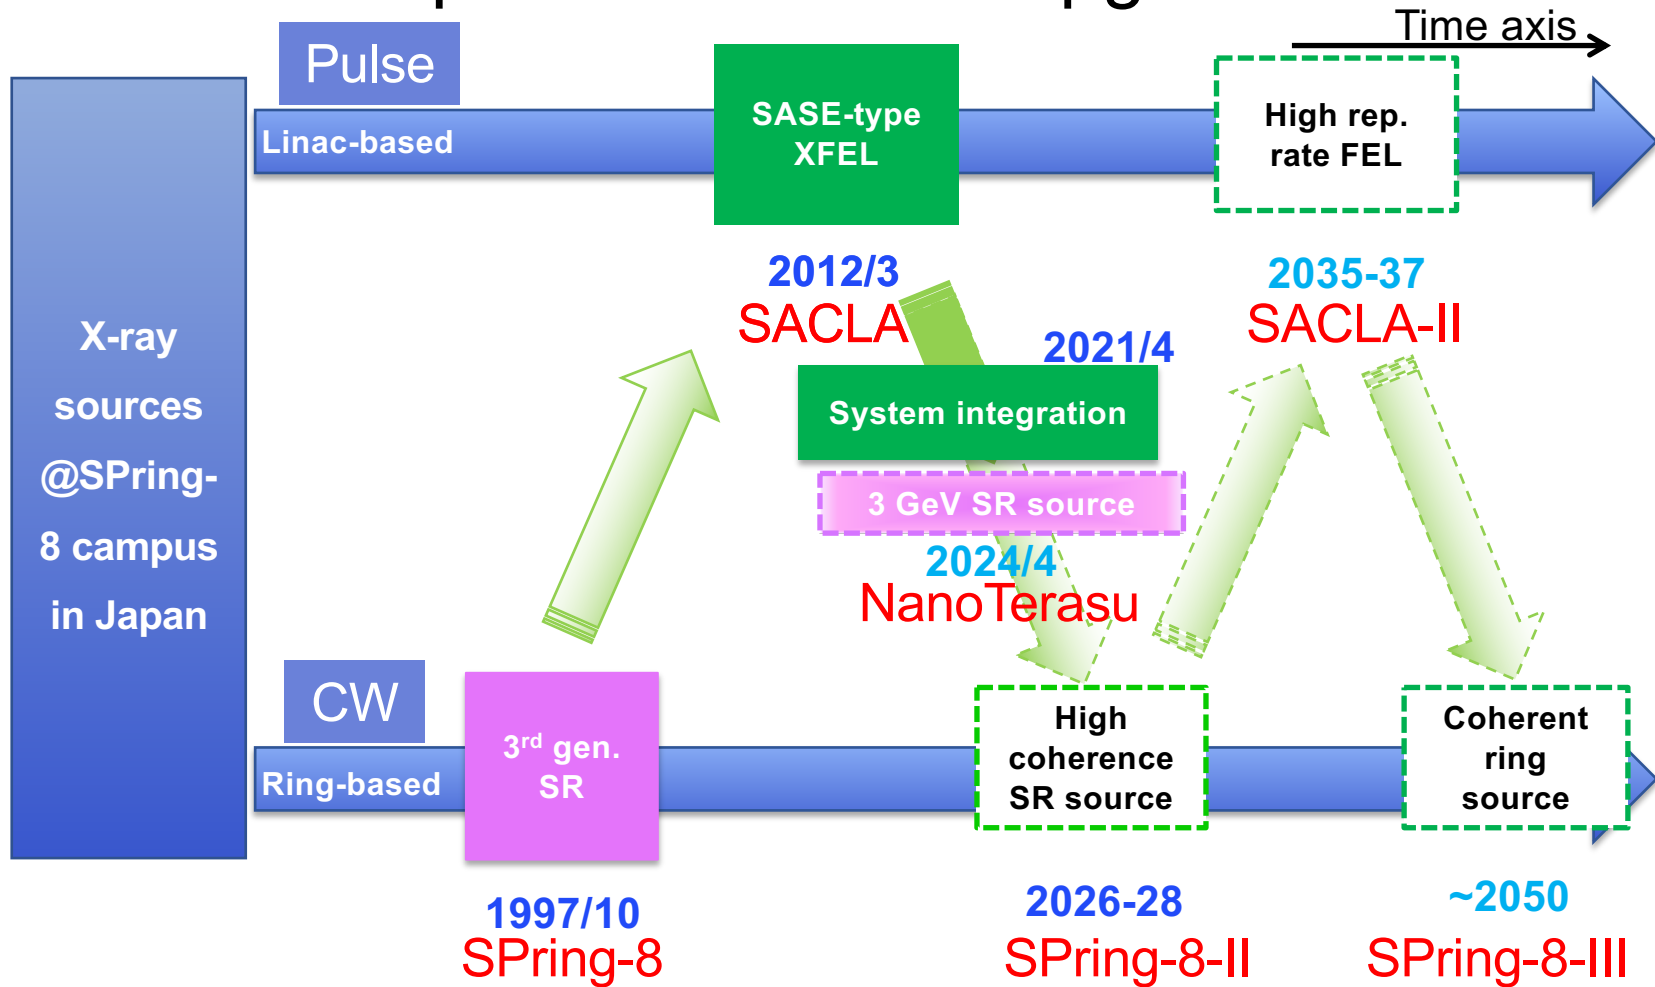 Time axis
Pulse
Linac-based
SASE-type
XFEL
High rep.
rate FEL
2012/3
SACLA
2035-37
SACLA-II
X-ray
sources
@SPring-
8 campus
in Japan
2021/4
System integration
3 GeV SR source
2024/4
NanoTerasu
CW
Ring-based
3rd gen.
SR
High
coherence
SR source
Coherent
ring
source
1997/10
SPring-8
2026-28
SPring-8-II
~2050
SPring-8-III